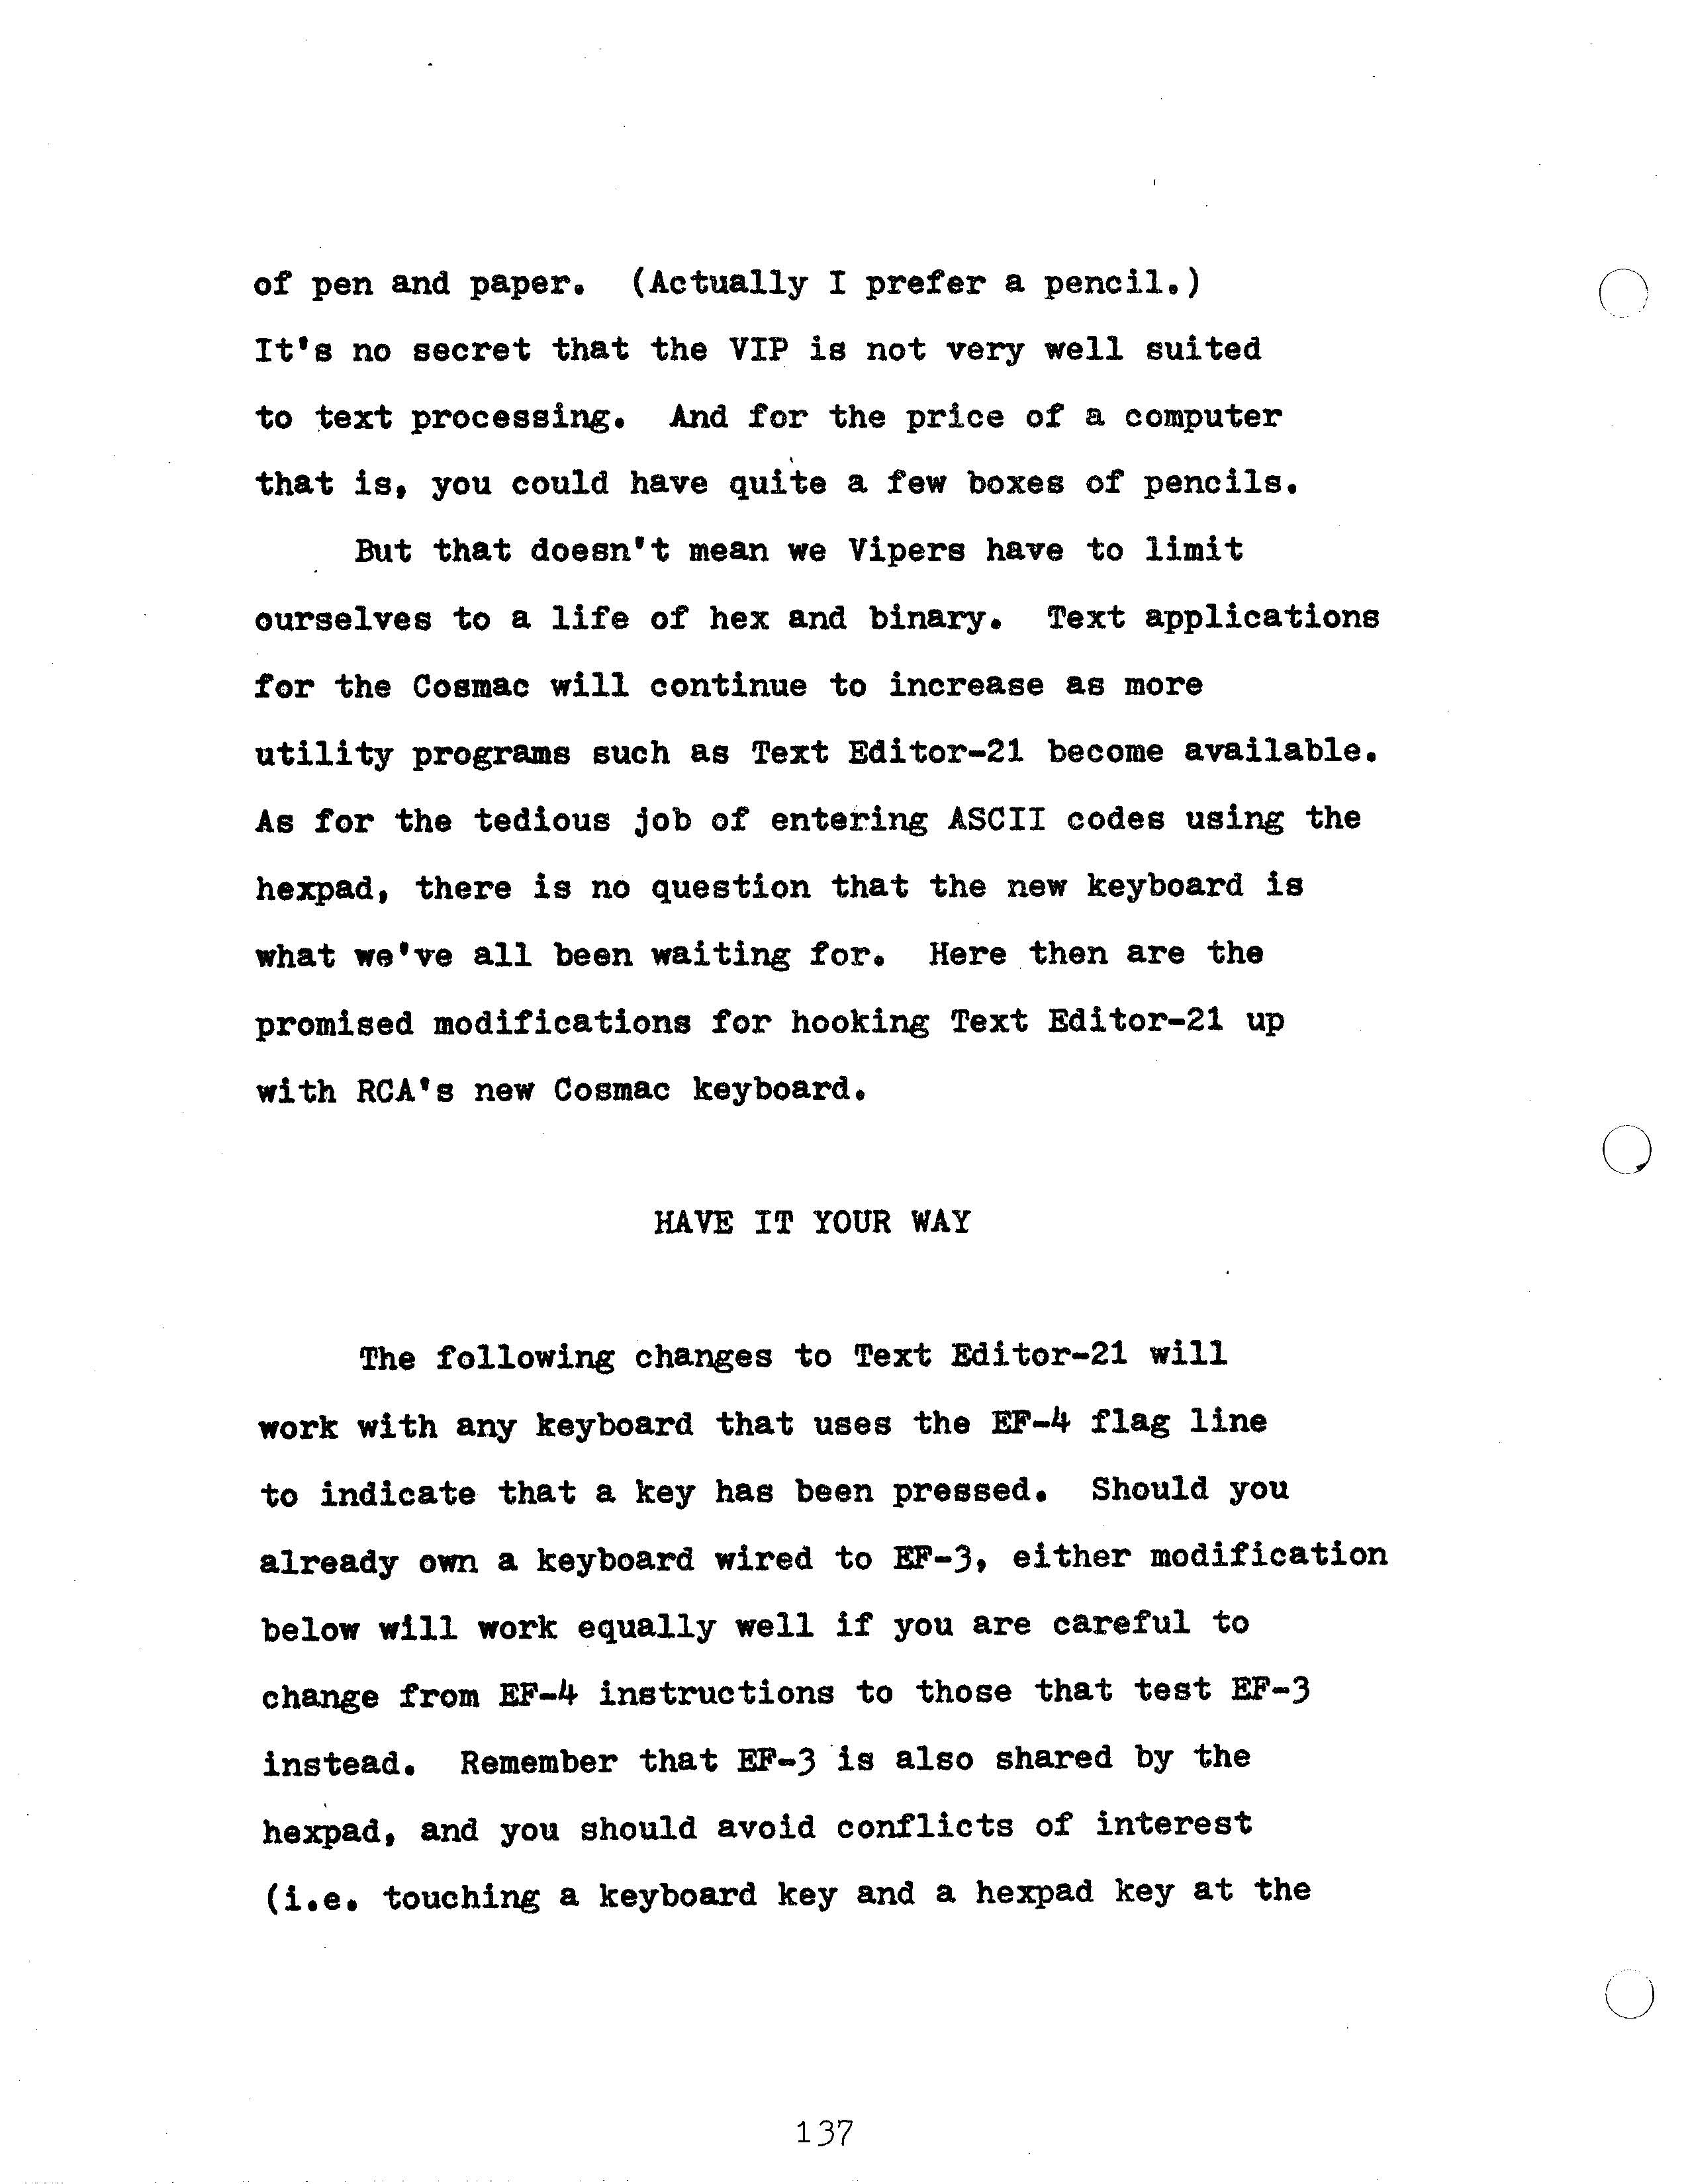 of pen and paper.  (Actually I prefer a pencil.)
It's no secret that the VIP is not very well suited
to text processing.  And for the price of a computer
that is, you could have quite a few boxes of pencils.
But that doesn't mean we Vipers have to limit
ourselves to a life of hex and binary.  Text applications
for the Cosmac will continue to increase as more
utility programs such as Text Editor-21 become available.
As for the tedious job of entering ASCII codes using the
hexpad, there is no question that the new keyboard is
what we've all been waiting for.  Here then are the
promised modifications for hooking Text Editor-21 up
with RCA's new Cosmac keyboard.
HAVE IT YOUR WAY
The following changes to Text Editor-21 will
work with any keyboard that uses the EF-4 flag line
to indicate that a key has been pressed.  Should you
already own a keyboard wired to EF-3, either modification
below will work equally well if you are careful to
change from EF-4 instructions to those that test EF-3
instead.  Remember that EF-3 is also shared by the
hexpad, and you should avoid conflicts of interest
(i.e. touching a keyboard key and a hexpad key at the
137